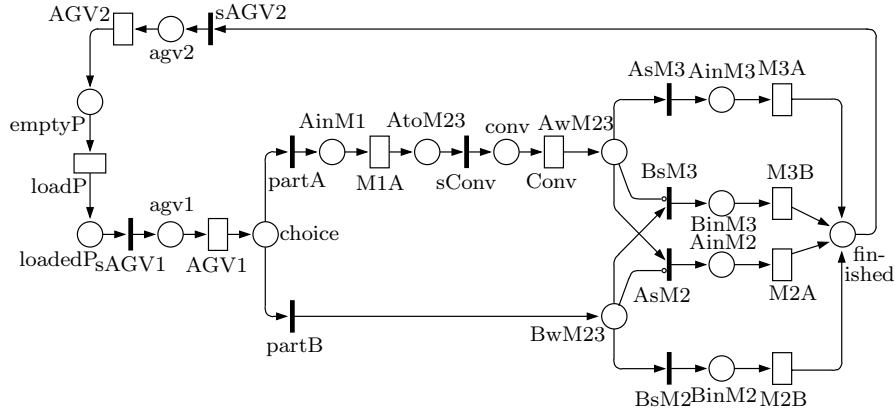 AGV2
sAGV2
agv2
AsM3
AinM3
M3A
emptyP
AinM1
AtoM23
conv
AwM23
partA
M1A
sConv
Conv
BsM3
M3B
loadP
agv1
choice
BinM3
AinM2
loadedP
sAGV1
AGV1
fin-
ished
AsM2
M2A
partB
BwM23
BsM2
BinM2
M2B